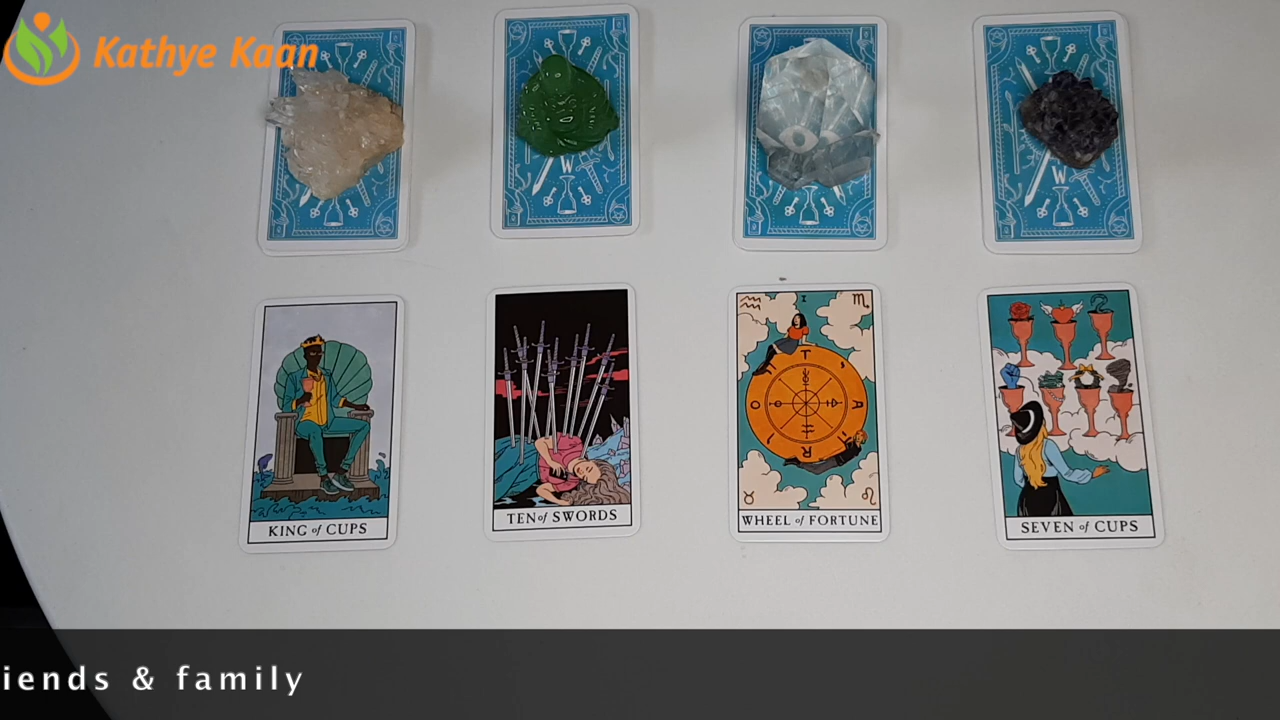 Kathye Kaan
W
W
KING of CUPS
TEN of SWORDS
I
T
A
R
O
WHEEL of FORTUNE
SEVEN of CUPS
iends & family